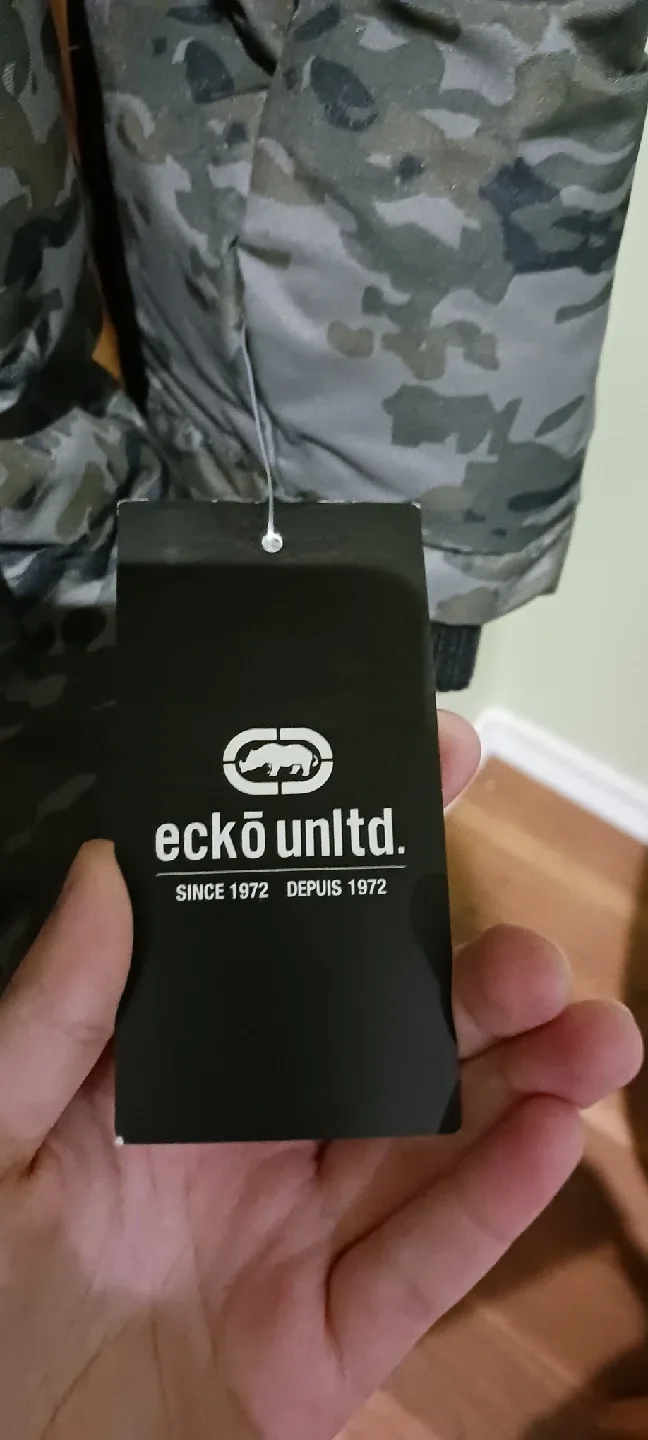 eckō unltd.
SINCE 1972 DEPUIS 1972